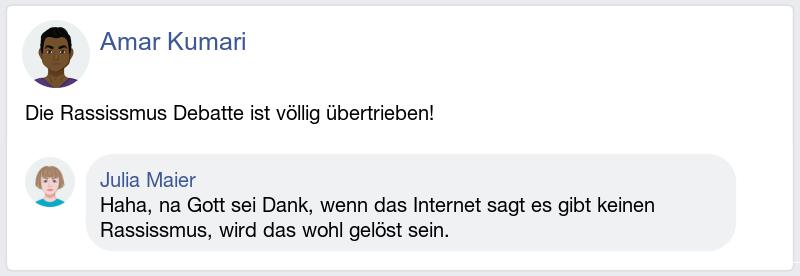 Amar Kumari
Die Rassissmus Debatte ist völlig übertrieben!
Julia Maier
Haha, na Gott sei Dank, wenn das Internet sagt es gibt keinen
Rassissmus, wird das wohl gelöst sein.